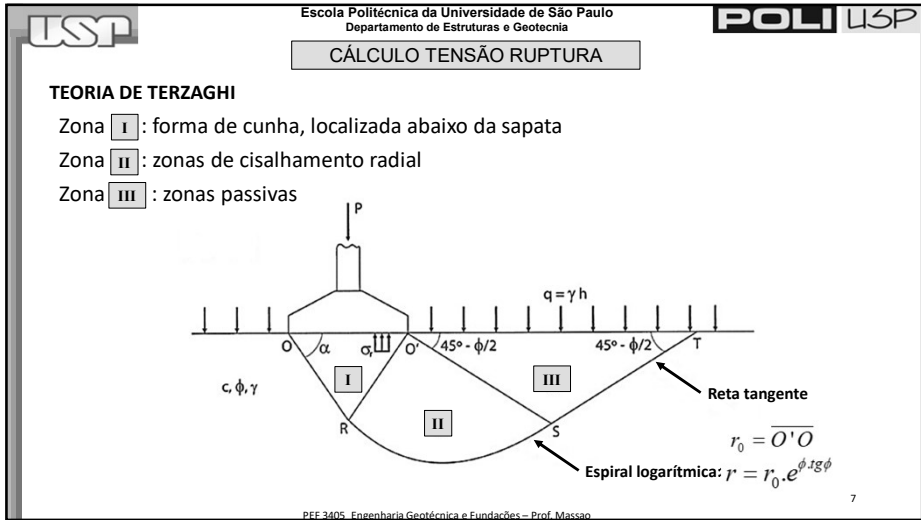 USP
Escola Politécnica da Universidade de São Paulo
Departamento de Estruturas e Geotecnia
POLI USP
CÁLCULO TENSÃO RUPTURA
TEORIA DE TERZAGHI
Zona I : forma de cunha, localizada abaixo da sapata
Zona II : zonas de cisalhamento radial
Zona III : zonas passivas
P
q = γ h
O α σr O' 45º - ϕ/2 45º - ϕ/2 T
c, ϕ, γ
I
III
II
R
S
Reta tangente
r₀ = O'O
Espiral logarítmica: r = r₀.e^ϕ.tgϕ
7
PEF 3405 Engenharia Geotécnica e Fundações – Prof. Massao